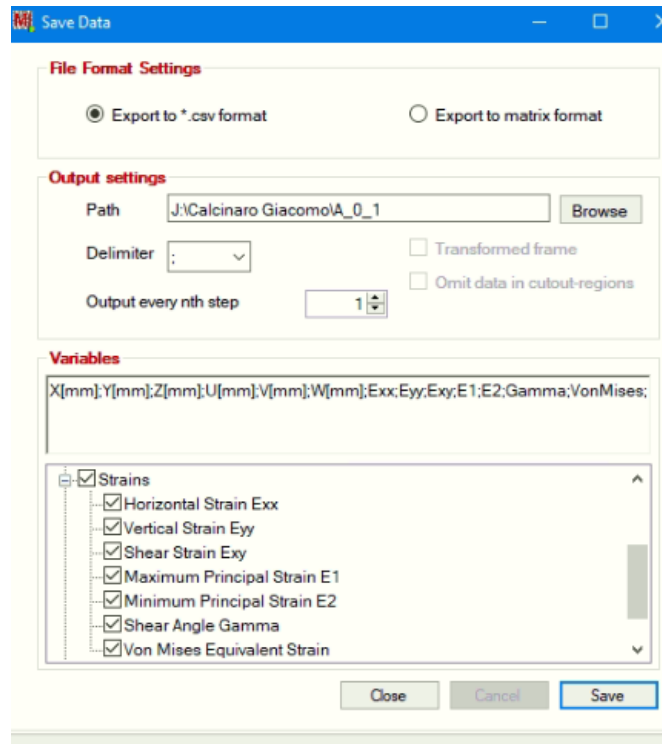 Save Data
File Format Settings
Export to *.csv format
Export to matrix format
Output settings
Path J:\Calcinaro Giacomo\A_0_1 Browse
Delimiter ; Transformed frame
Omit data in cutout-regions
Output every nth step 1
Variables
X[mm];Y[mm];Z[mm];U[mm];V[mm];W[mm];Exx;Eyy;Exy;E1;E2;Gamma;VonMises;
Strains
Horizontal Strain Exx
Vertical Strain Eyy
Shear Strain Exy
Maximum Principal Strain E1
Minimum Principal Strain E2
Shear Angle Gamma
Von Mises Equivalent Strain
Close Cancel Save